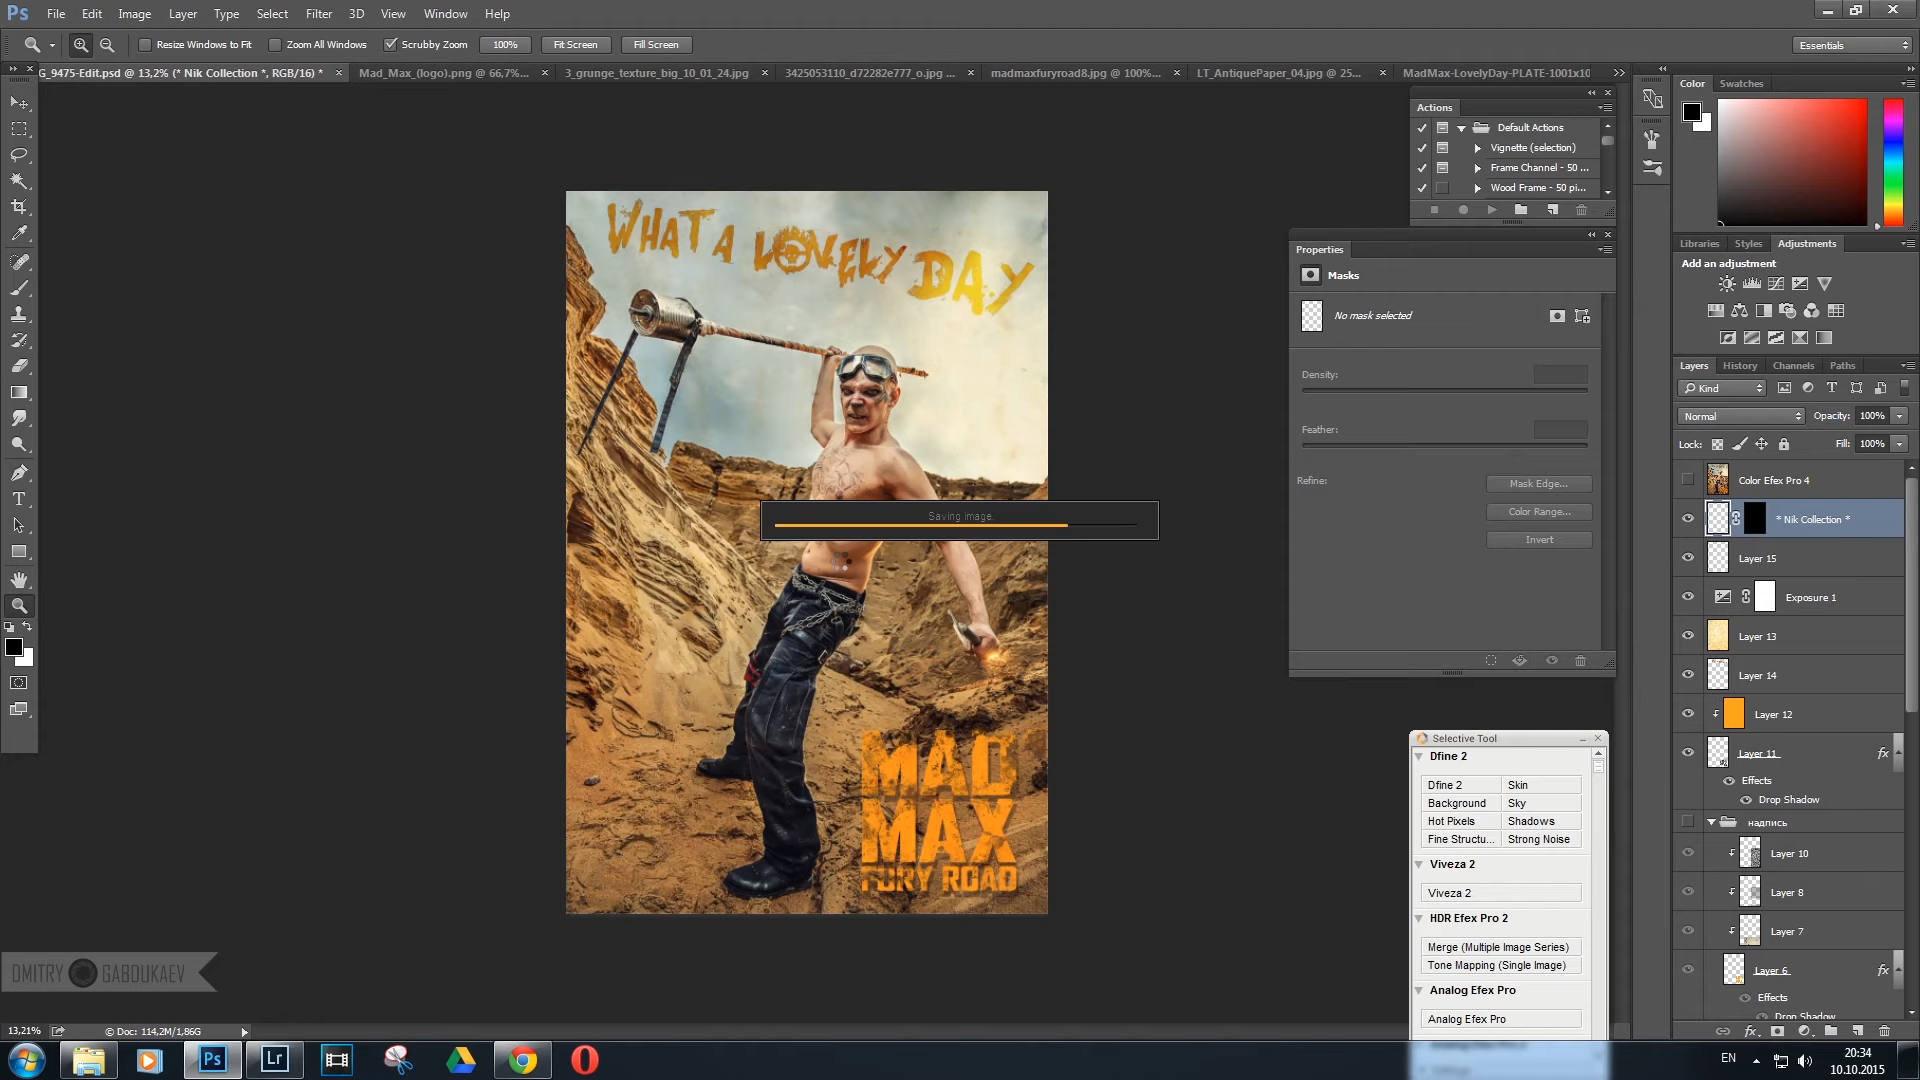 Ps File Edit Image Layer Type Select Filter 3D View Window Help
Resize Windows to Fit Zoom All Windows Scrubby Zoom 100% Fit Screen Fill Screen Essentials
G_9475-Edit.psd @ 13,2% (* Nik Collection *, RGB/16) * × Mad_Max_(logo).png @ 66,7%... × 3_grunge_texture_big_10_01_24.jpg × 3425053110_d72282e777_o.jpg ... × madmaxfuryroad8.jpg @ 100%... × LT_AntiquePaper_04.jpg @ 25... × MadMax-LovelyDay-PLATE-1001x10
Actions
Default Actions
Vignette (selection)
Frame Channel - 50 ...
Wood Frame - 50 pi...
Properties
Masks
No mask selected
Density:
Feather:
Refine:
Mask Edge...
Color Range...
Invert
WHAT A LOVELY DAY
Saving image.
MAD
MAX
FURY ROAD
Selective Tool
Dfine 2
Dfine 2 Skin
Background Sky
Hot Pixels Shadows
Fine Structu... Strong Noise
Viveza 2
Viveza 2
HDR Efex Pro 2
Merge (Multiple Image Series)
Tone Mapping (Single Image)
Analog Efex Pro
Analog Efex Pro
Color Swatches
Libraries Styles Adjustments
Add an adjustment
Layers History Channels Paths
Kind
Normal Opacity: 100%
Lock: Fill: 100%
Color Efex Pro 4
* Nik Collection *
Layer 15
Exposure 1
Layer 13
Layer 14
Layer 12
Layer 11 fx
Effects
Drop Shadow
надпись
Layer 10
Layer 8
Layer 7
Layer 6 fx
Effects
Drop Shadow
DMITRY GABDUKAEV
13,21% © Doc: 114,2M/1,86G
Ps Lr EN 20:34
10.10.2015